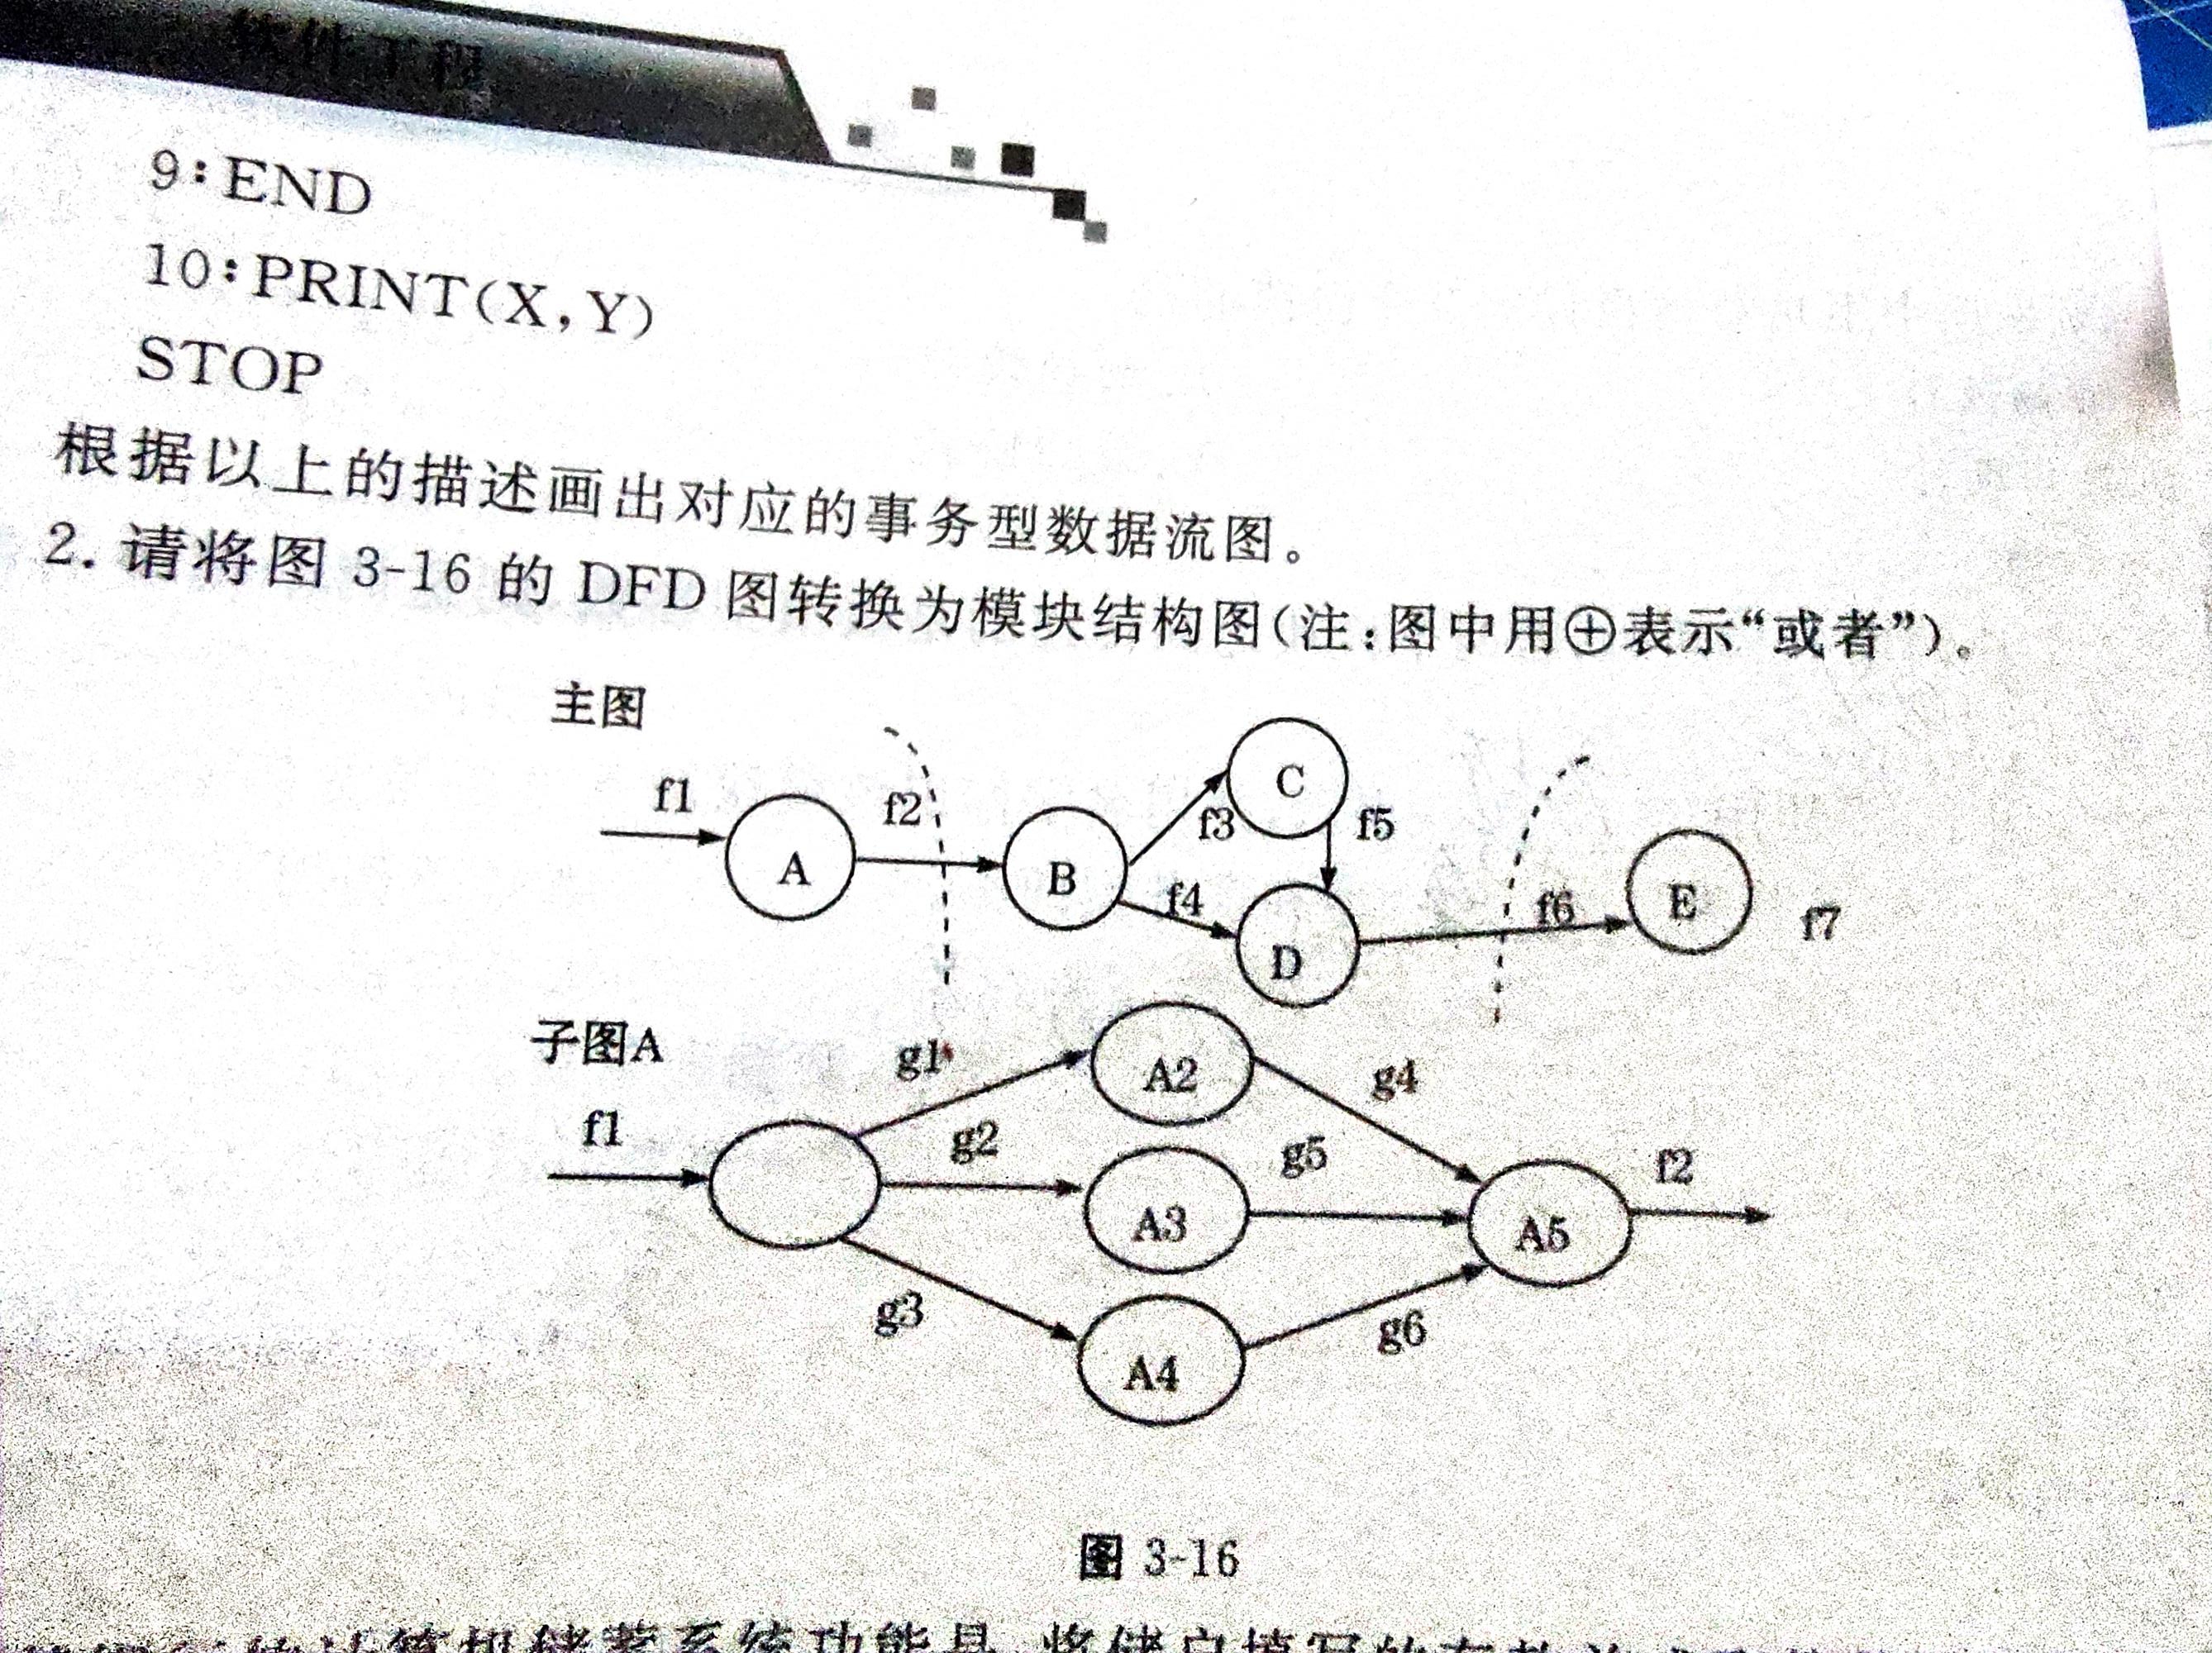 软件工程
9:END
10:PRINT(X,Y)
STOP
根据以上的描述画出对应的事务型数据流图。
2. 请将图 3-16 的 DFD 图转换为模块结构图(注:图中用⊕表示“或者”)。
主图
f1
A
f2
B
f3
C
f5
f4
D
f6
E
f7
子图A
f1
g1
g2
g3
A2
A3
A4
g4
g5
g6
A5
f2
图 3-16